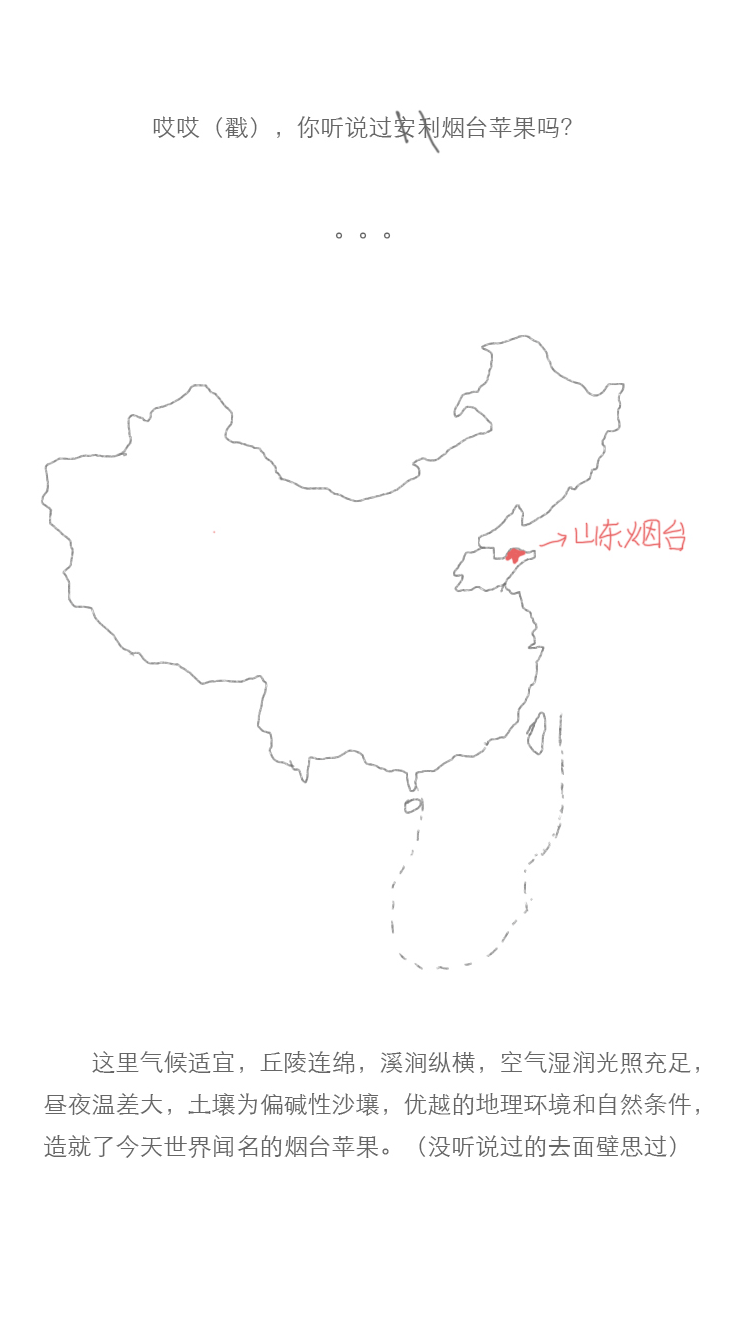 哎哎（戳），你听说过安利烟台苹果吗？
。。。
→山东烟台
这里气候适宜，丘陵连绵，溪涧纵横，空气湿润光照充足，
昼夜温差大，土壤为偏碱性沙壤，优越的地理环境和自然条件，
造就了今天世界闻名的烟台苹果。（没听说过的去面壁思过）